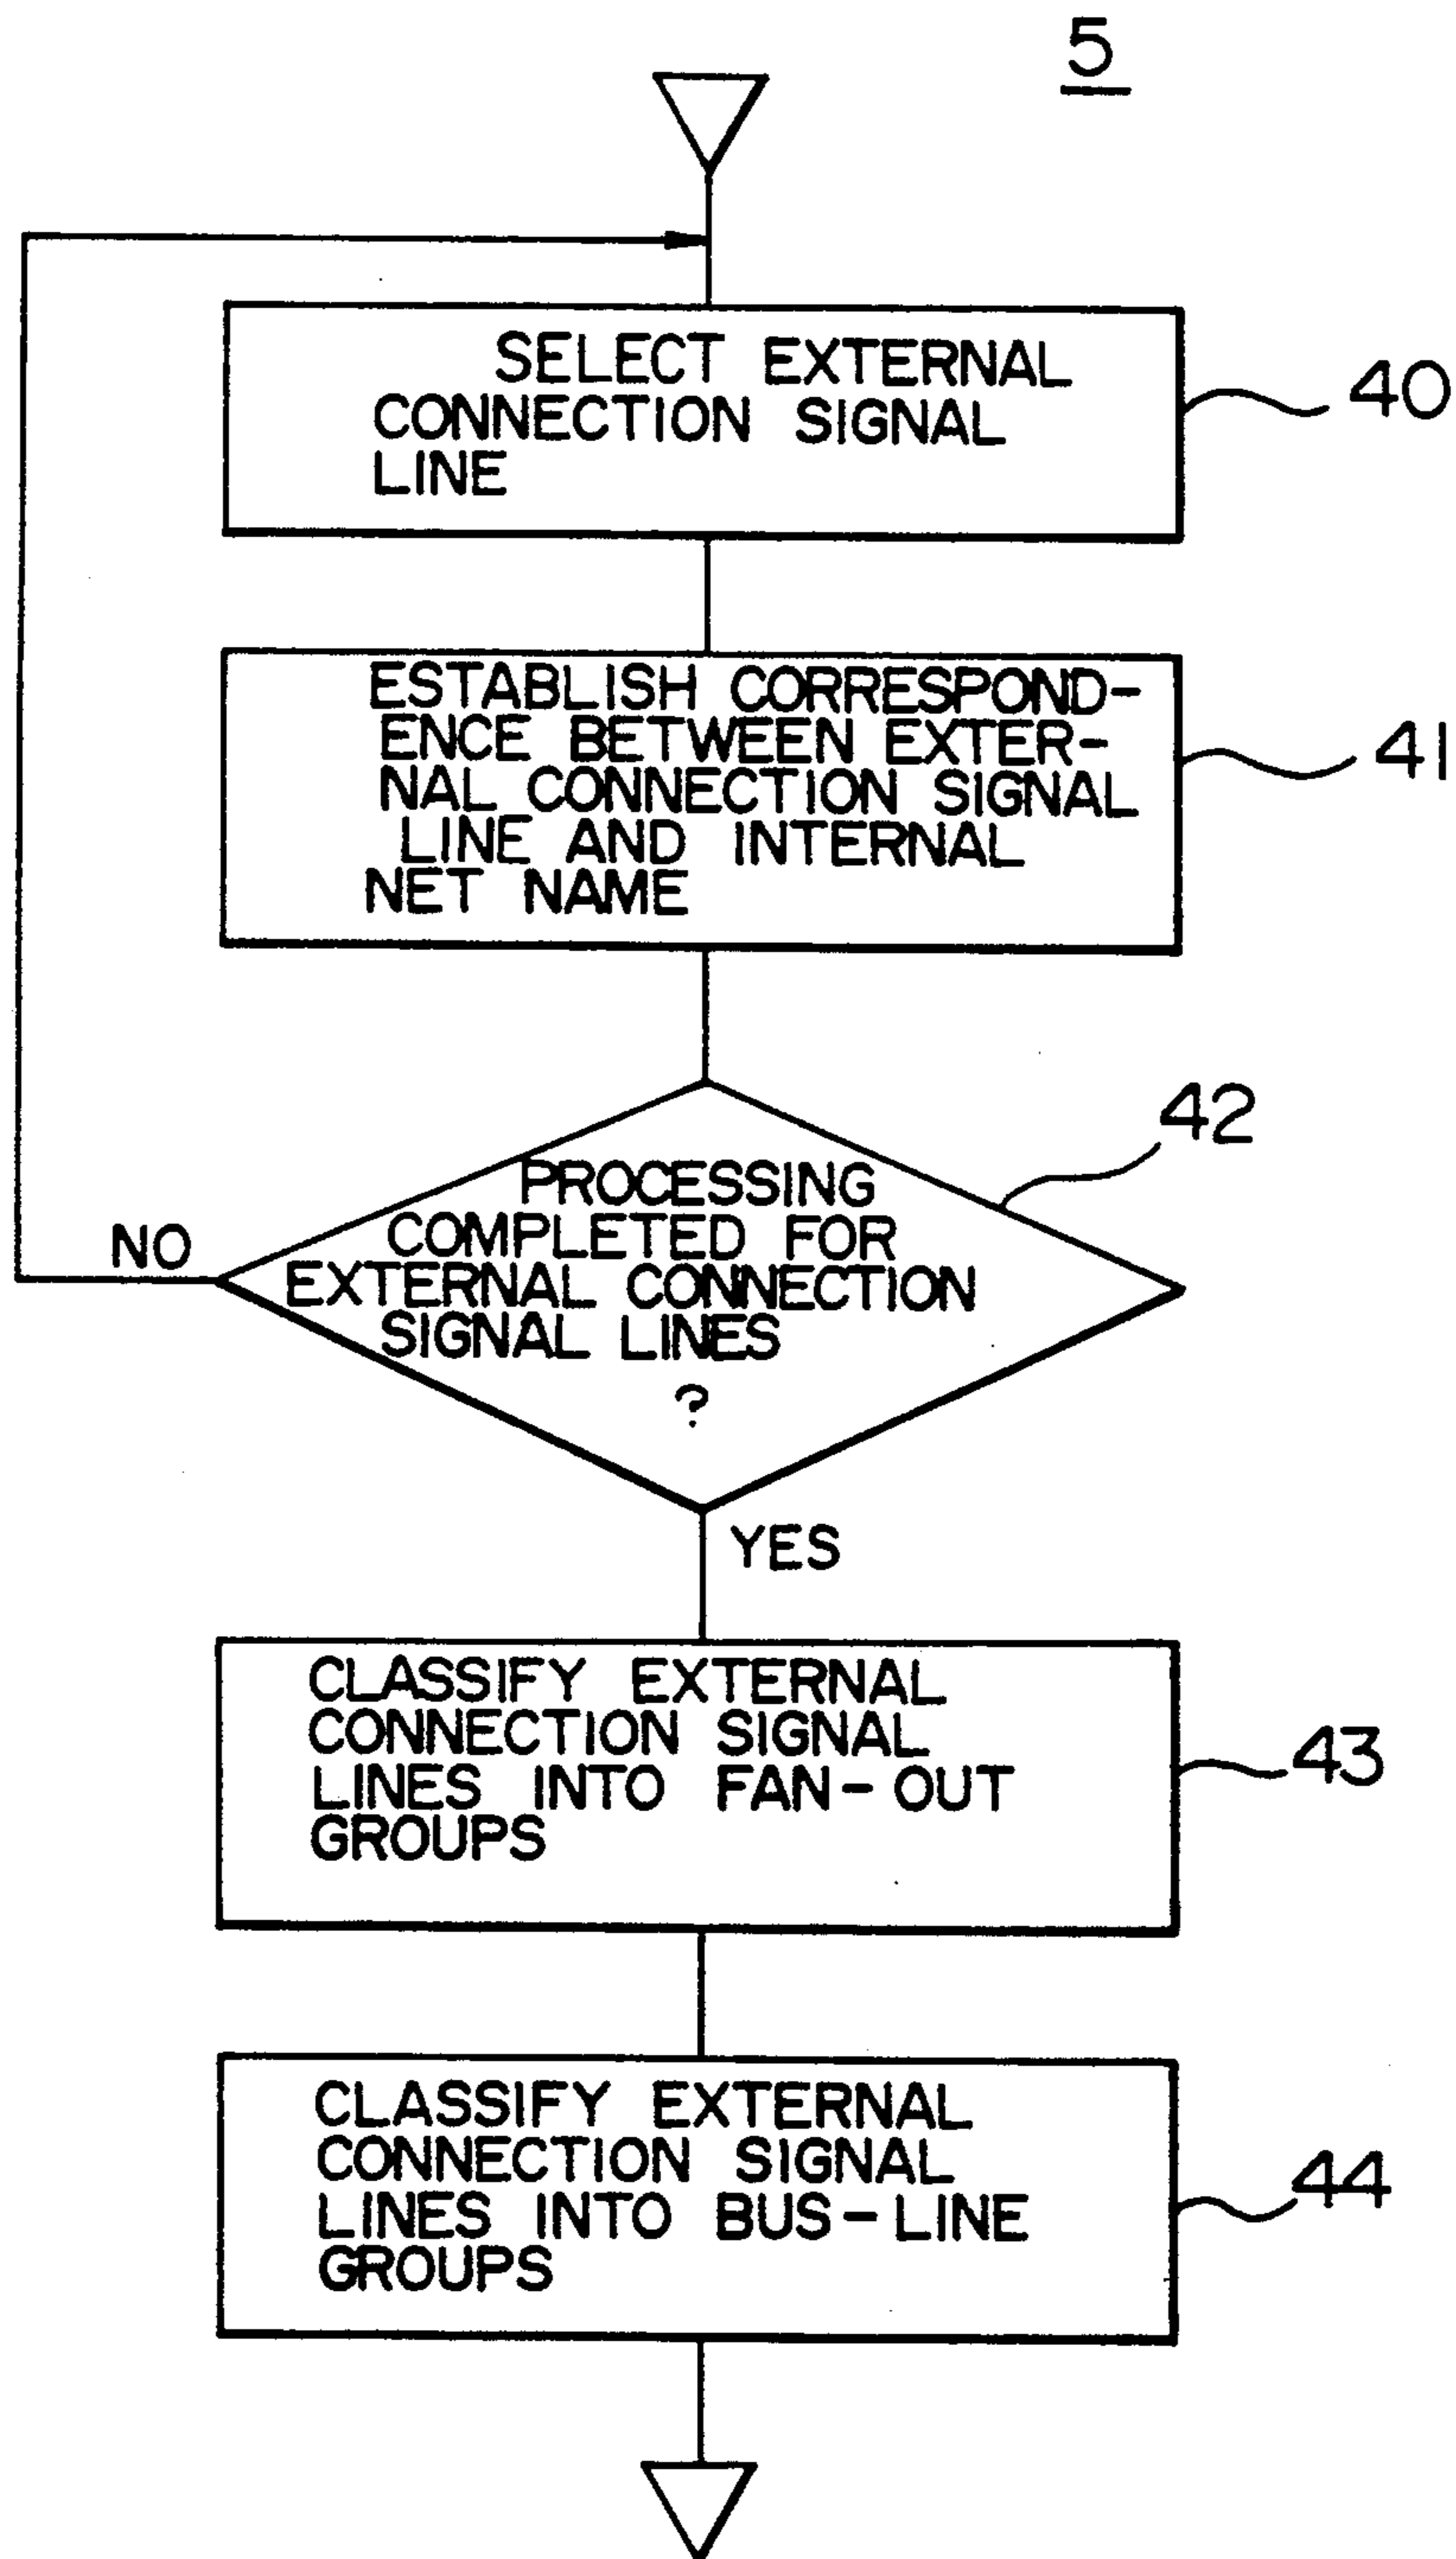 5
SELECT EXTERNAL
CONNECTION SIGNAL
LINE
40
ESTABLISH CORRESPOND-
ENCE BETWEEN EXTER-
NAL CONNECTION SIGNAL
LINE AND INTERNAL
NET NAME
41
42
PROCESSING
COMPLETED FOR
EXTERNAL CONNECTION
SIGNAL LINES
?
NO
YES
CLASSIFY EXTERNAL
CONNECTION SIGNAL
LINES INTO FAN-OUT
GROUPS
43
CLASSIFY EXTERNAL
CONNECTION SIGNAL
LINES INTO BUS-LINE
GROUPS
44